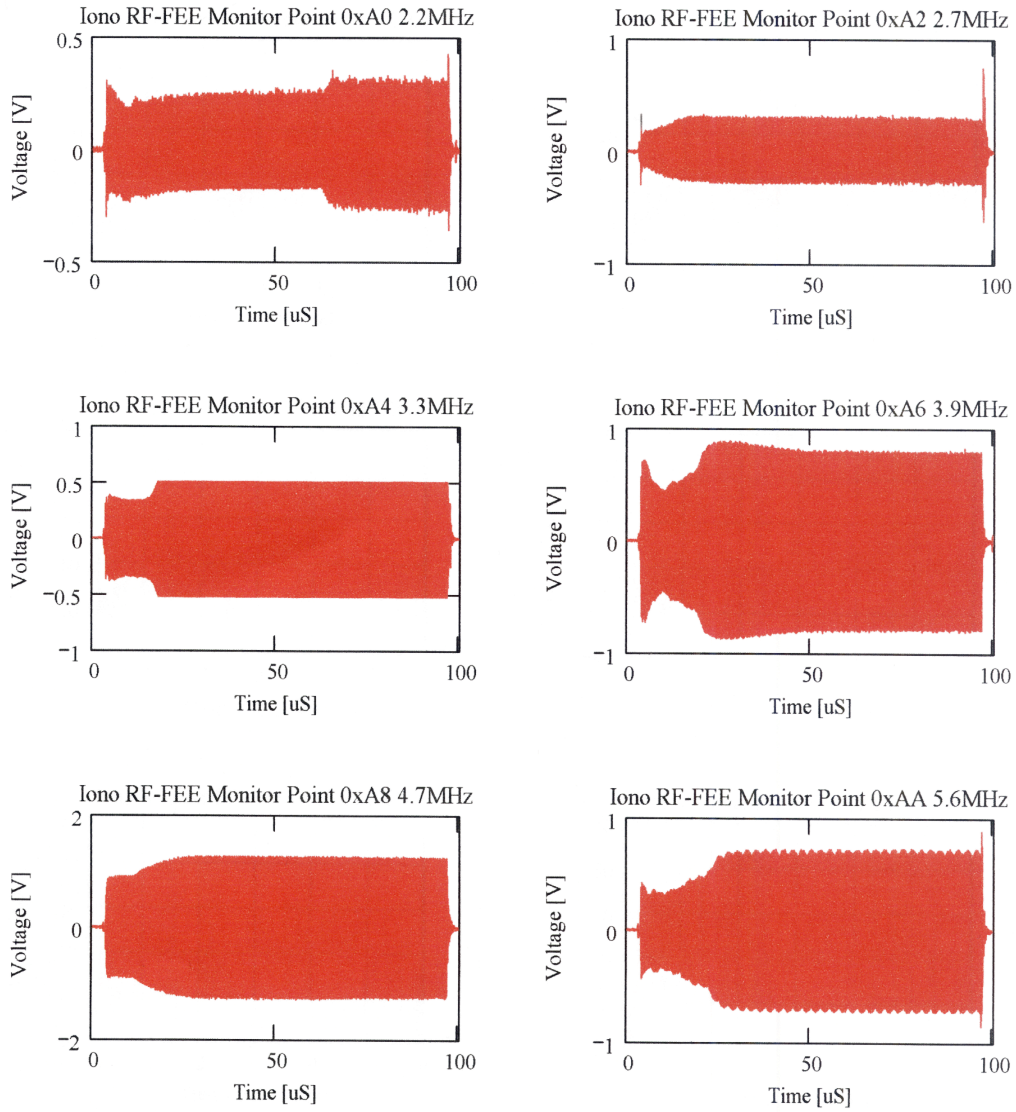 Iono RF-FEE Monitor Point 0xA0 2.2MHz
0.5
0
−0.5
Voltage [V]
0
50
100
Time [uS]
Iono RF-FEE Monitor Point 0xA2 2.7MHz
1
0
−1
Voltage [V]
0
50
100
Time [uS]
Iono RF-FEE Monitor Point 0xA4 3.3MHz
1
0.5
0
−0.5
−1
Voltage [V]
0
50
100
Time [uS]
Iono RF-FEE Monitor Point 0xA6 3.9MHz
1
0
−1
Voltage [V]
0
50
100
Time [uS]
Iono RF-FEE Monitor Point 0xA8 4.7MHz
2
0
−2
Voltage [V]
0
50
100
Time [uS]
Iono RF-FEE Monitor Point 0xAA 5.6MHz
1
0
−1
Voltage [V]
0
50
100
Time [uS]